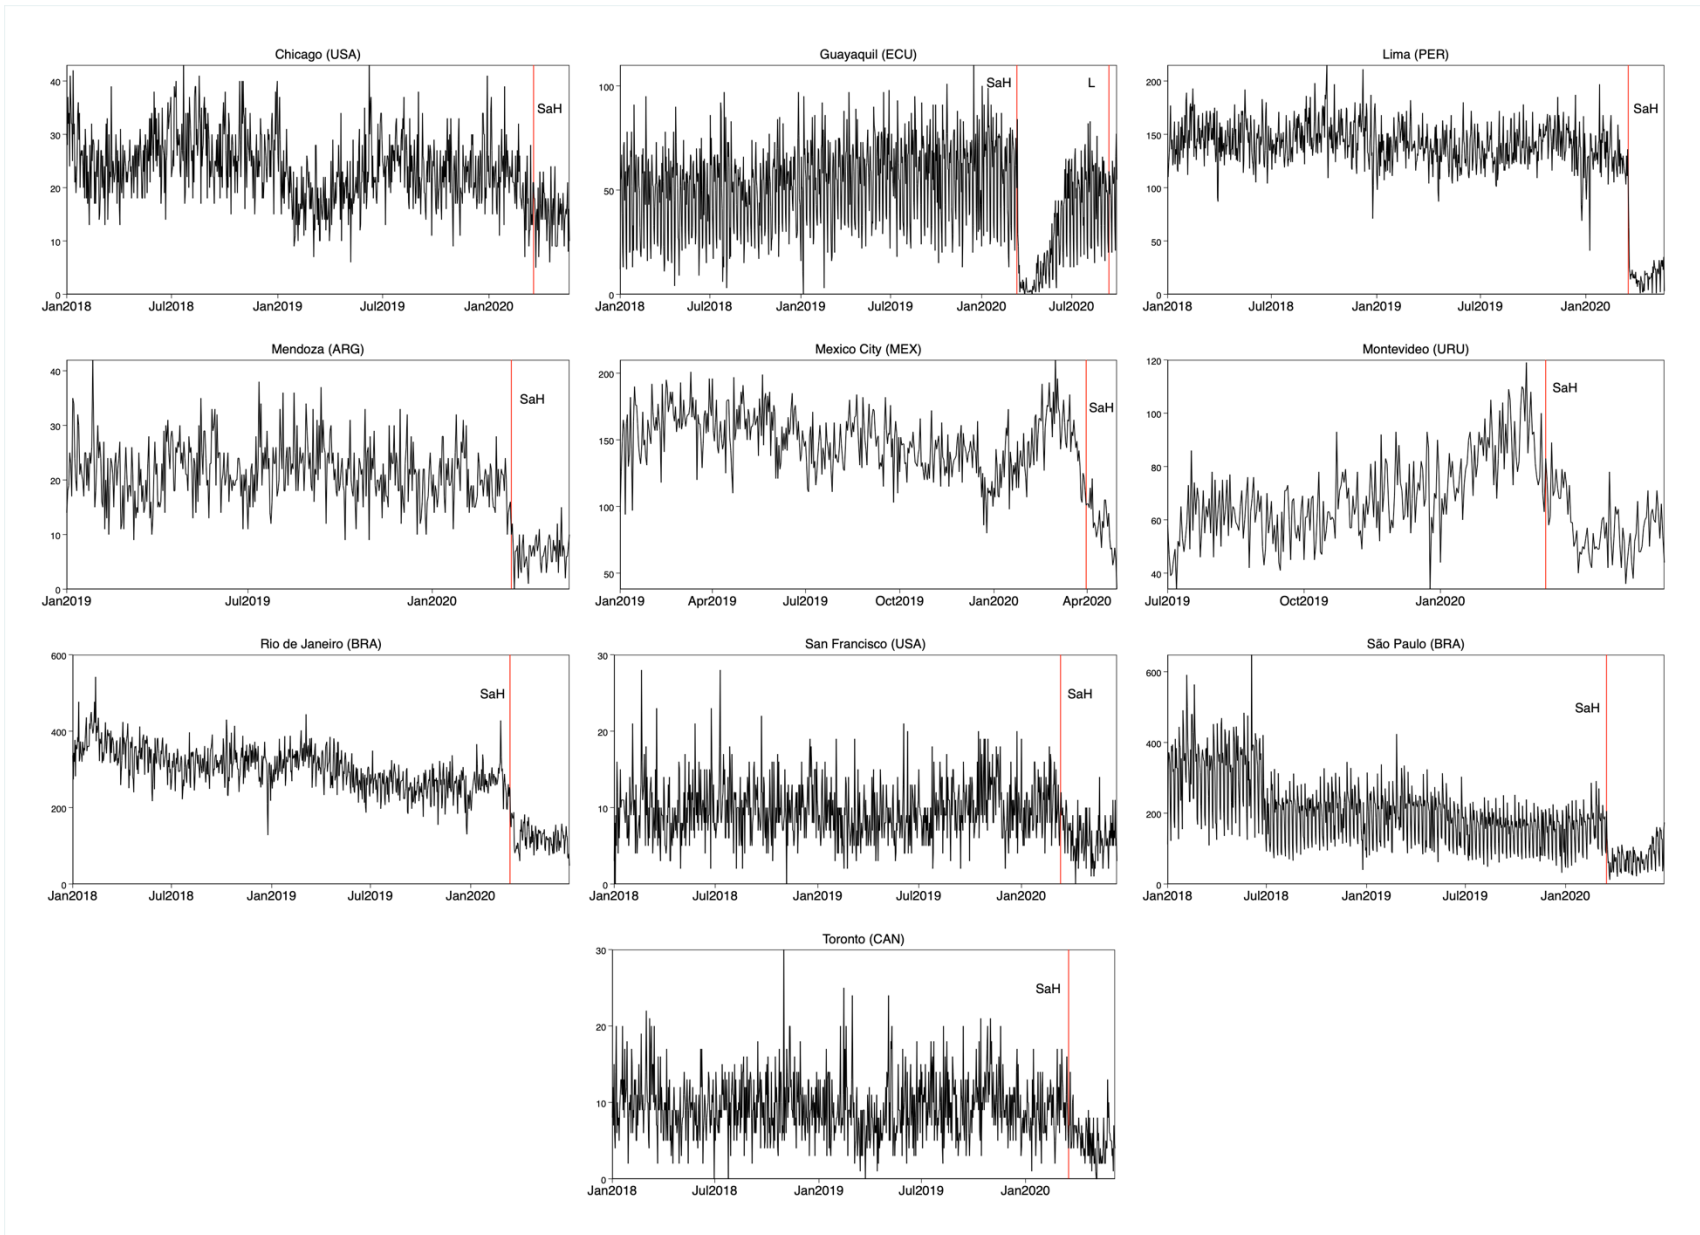 Chicago (USA)
40
30
20
10
0
SaH
Jan2018 Jul2018 Jan2019 Jul2019 Jan2020
Guayaquil (ECU)
100
50
0
SaH L
Jan2018 Jul2018 Jan2019 Jul2019 Jan2020 Jul2020
Lima (PER)
200
150
100
50
0
SaH
Jan2018 Jul2018 Jan2019 Jul2019 Jan2020
Mendoza (ARG)
40
30
20
10
0
SaH
Jan2019 Jul2019 Jan2020
Mexico City (MEX)
200
150
100
50
SaH
Jan2019 Apr2019 Jul2019 Oct2019 Jan2020 Apr2020
Montevideo (URU)
120
100
80
60
40
SaH
Jul2019 Oct2019 Jan2020
Rio de Janeiro (BRA)
600
400
200
0
SaH
Jan2018 Jul2018 Jan2019 Jul2019 Jan2020
San Francisco (USA)
30
20
10
0
SaH
Jan2018 Jul2018 Jan2019 Jul2019 Jan2020
São Paulo (BRA)
600
400
200
0
SaH
Jan2018 Jul2018 Jan2019 Jul2019 Jan2020
Toronto (CAN)
30
20
10
0
SaH
Jan2018 Jul2018 Jan2019 Jul2019 Jan2020